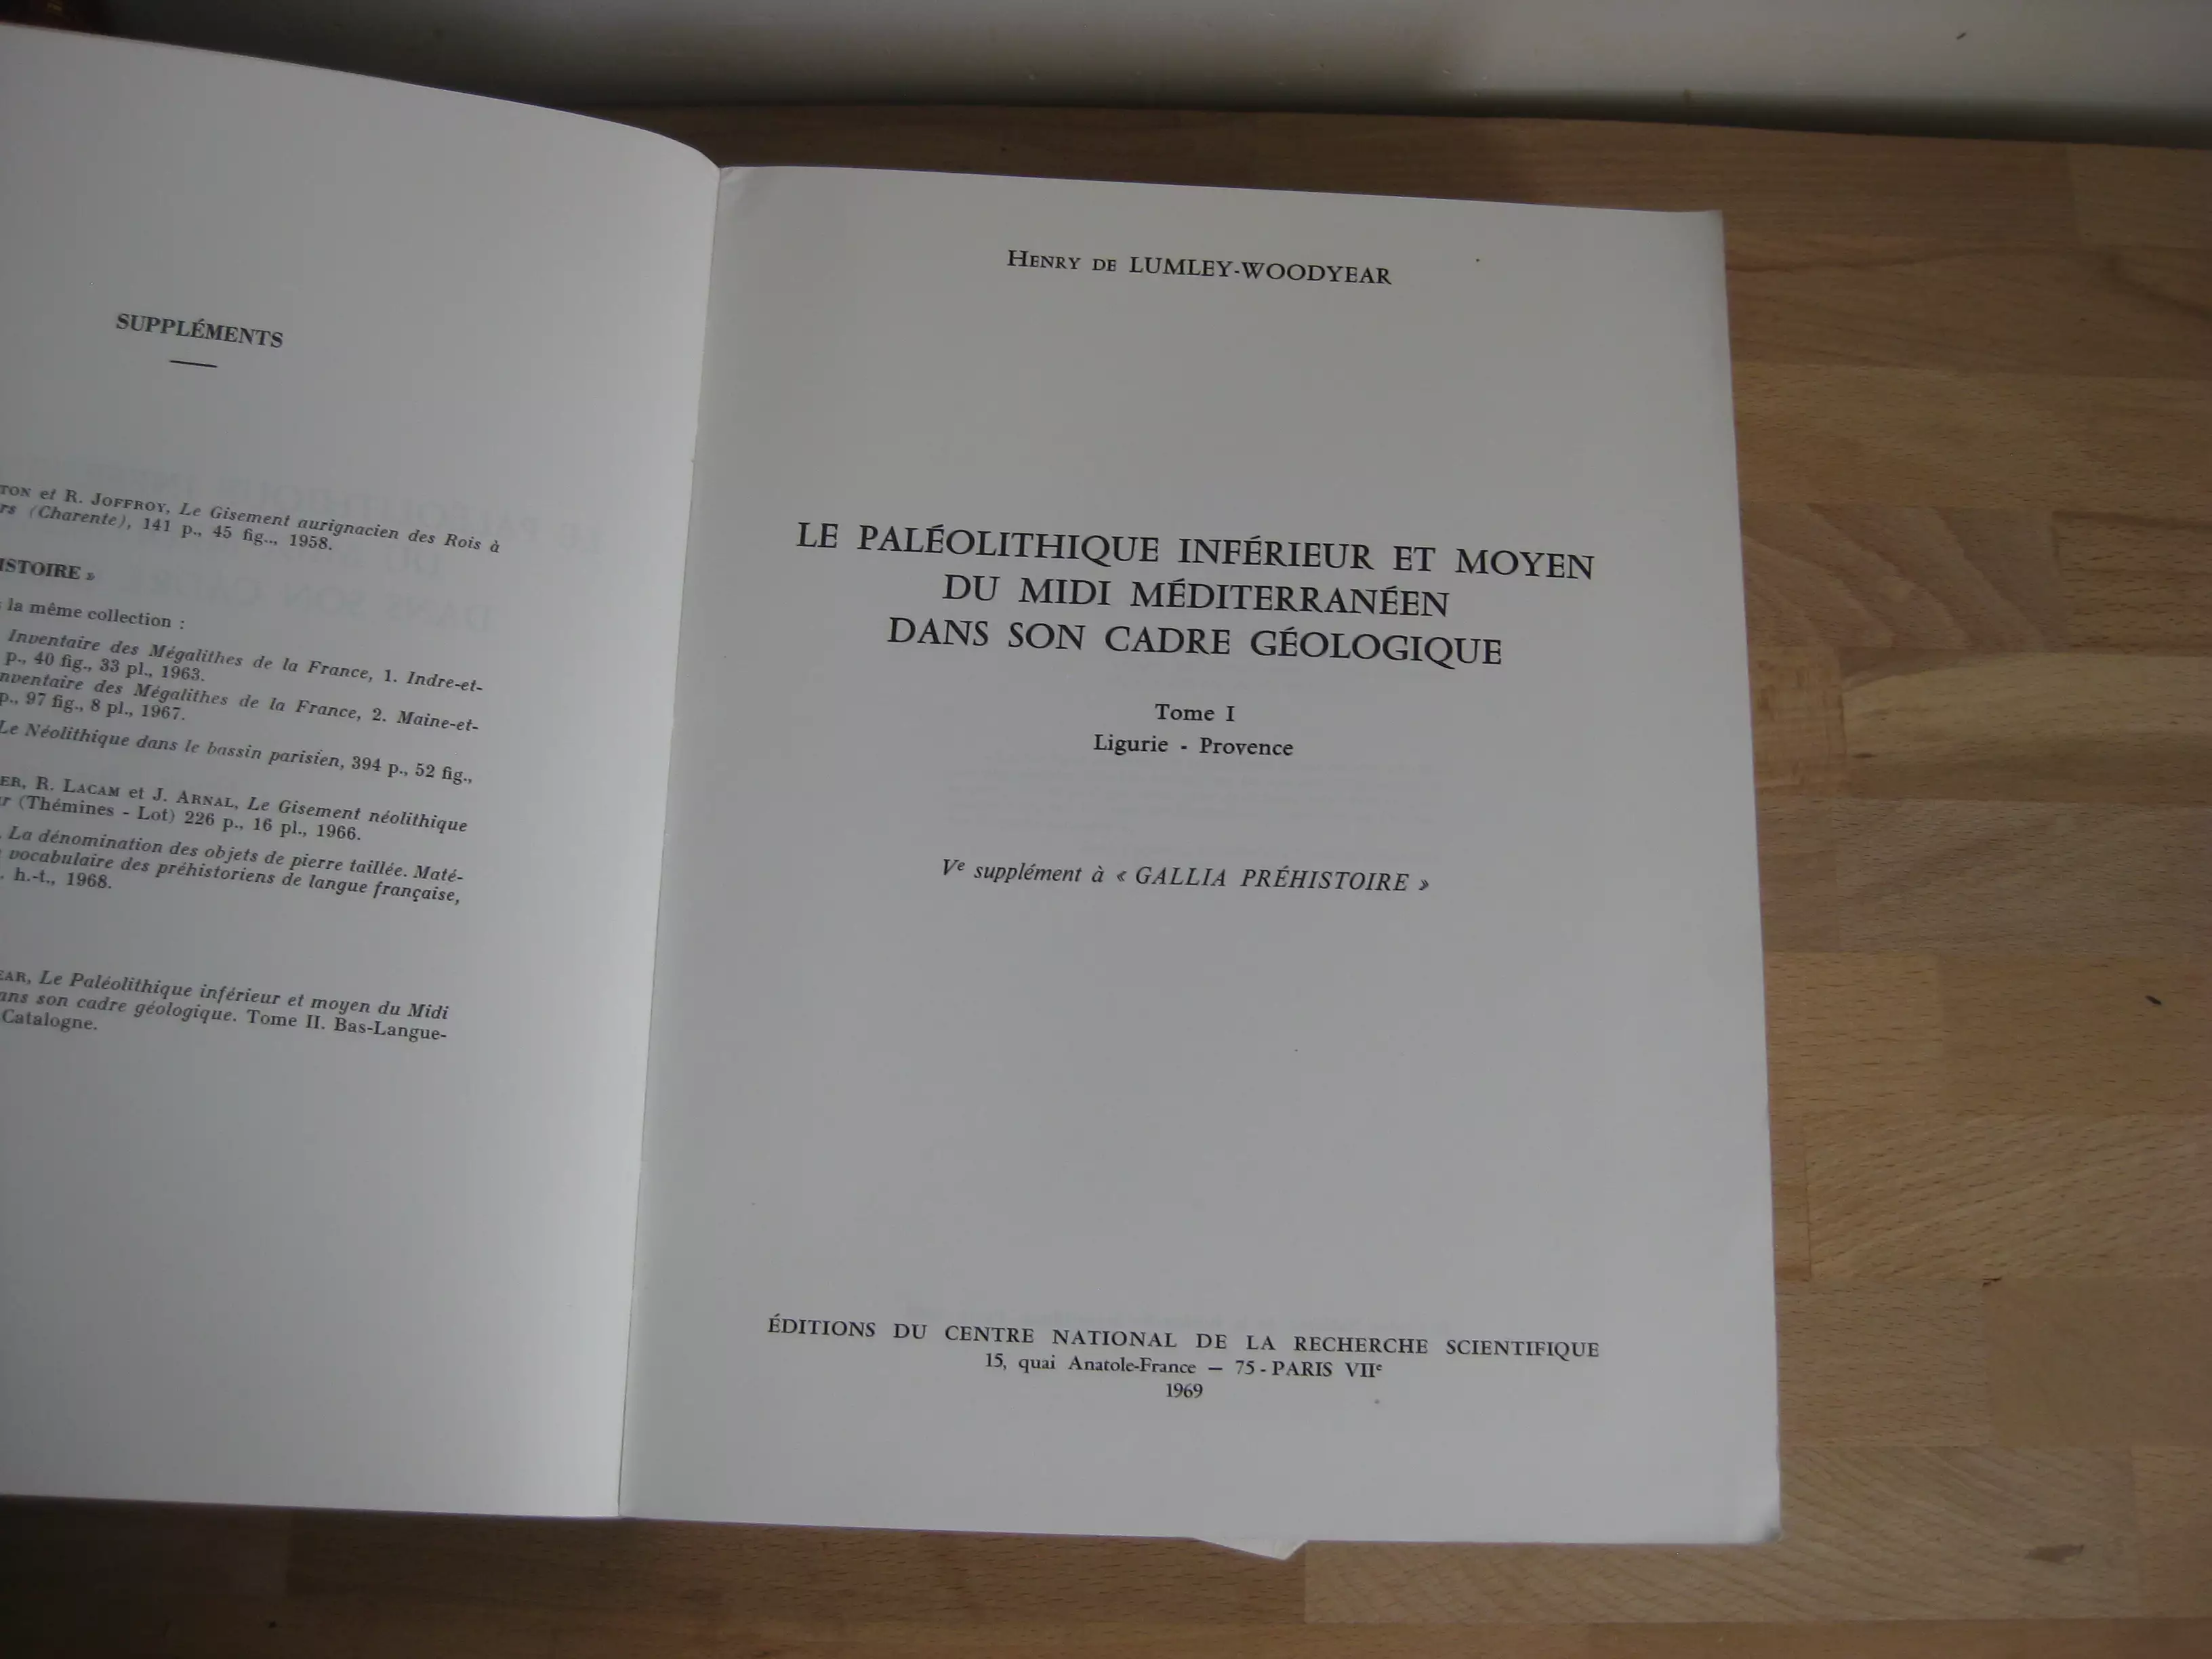 SUPPLÉMENTS
et R. JOFFROY, Le Gisement aurignacien des Rois à
(Charente), 141 p., 45 fig.., 1958.
la même collection :
Inventaire des Mégalithes de la France, 1. Indre-et-
p., 40 fig., 33 pl., 1963.
des Mégalithes de la France, 2. Maine-et-
p., 97 fig., 8 pl., 1967.
Le Néolithique dans le bassin parisien, 394 p., 52 fig.,
R. LACAM et J. ARNAL, Le Gisement néolithique
(Thémines - Lot) 226 p., 16 pl., 1966.
La dénomination des objets de pierre taillée. Maté-
vocabulaire des préhistoriens de langue française,
h.-t., 1968.
Le Paléolithique inférieur et moyen du Midi
son cadre géologique. Tome II. Bas-Langue-
Catalogne.
HENRY DE LUMLEY-WOODYEAR
LE PALÉOLITHIQUE INFÉRIEUR ET MOYEN
DU MIDI MÉDITERRANÉEN
DANS SON CADRE GÉOLOGIQUE
Tome I
Ligurie - Provence
Ve supplément à « GALLIA PRÉHISTOIRE »
ÉDITIONS DU CENTRE NATIONAL DE LA RECHERCHE SCIENTIFIQUE
15, quai Anatole-France — 75 - PARIS VIIe
1969